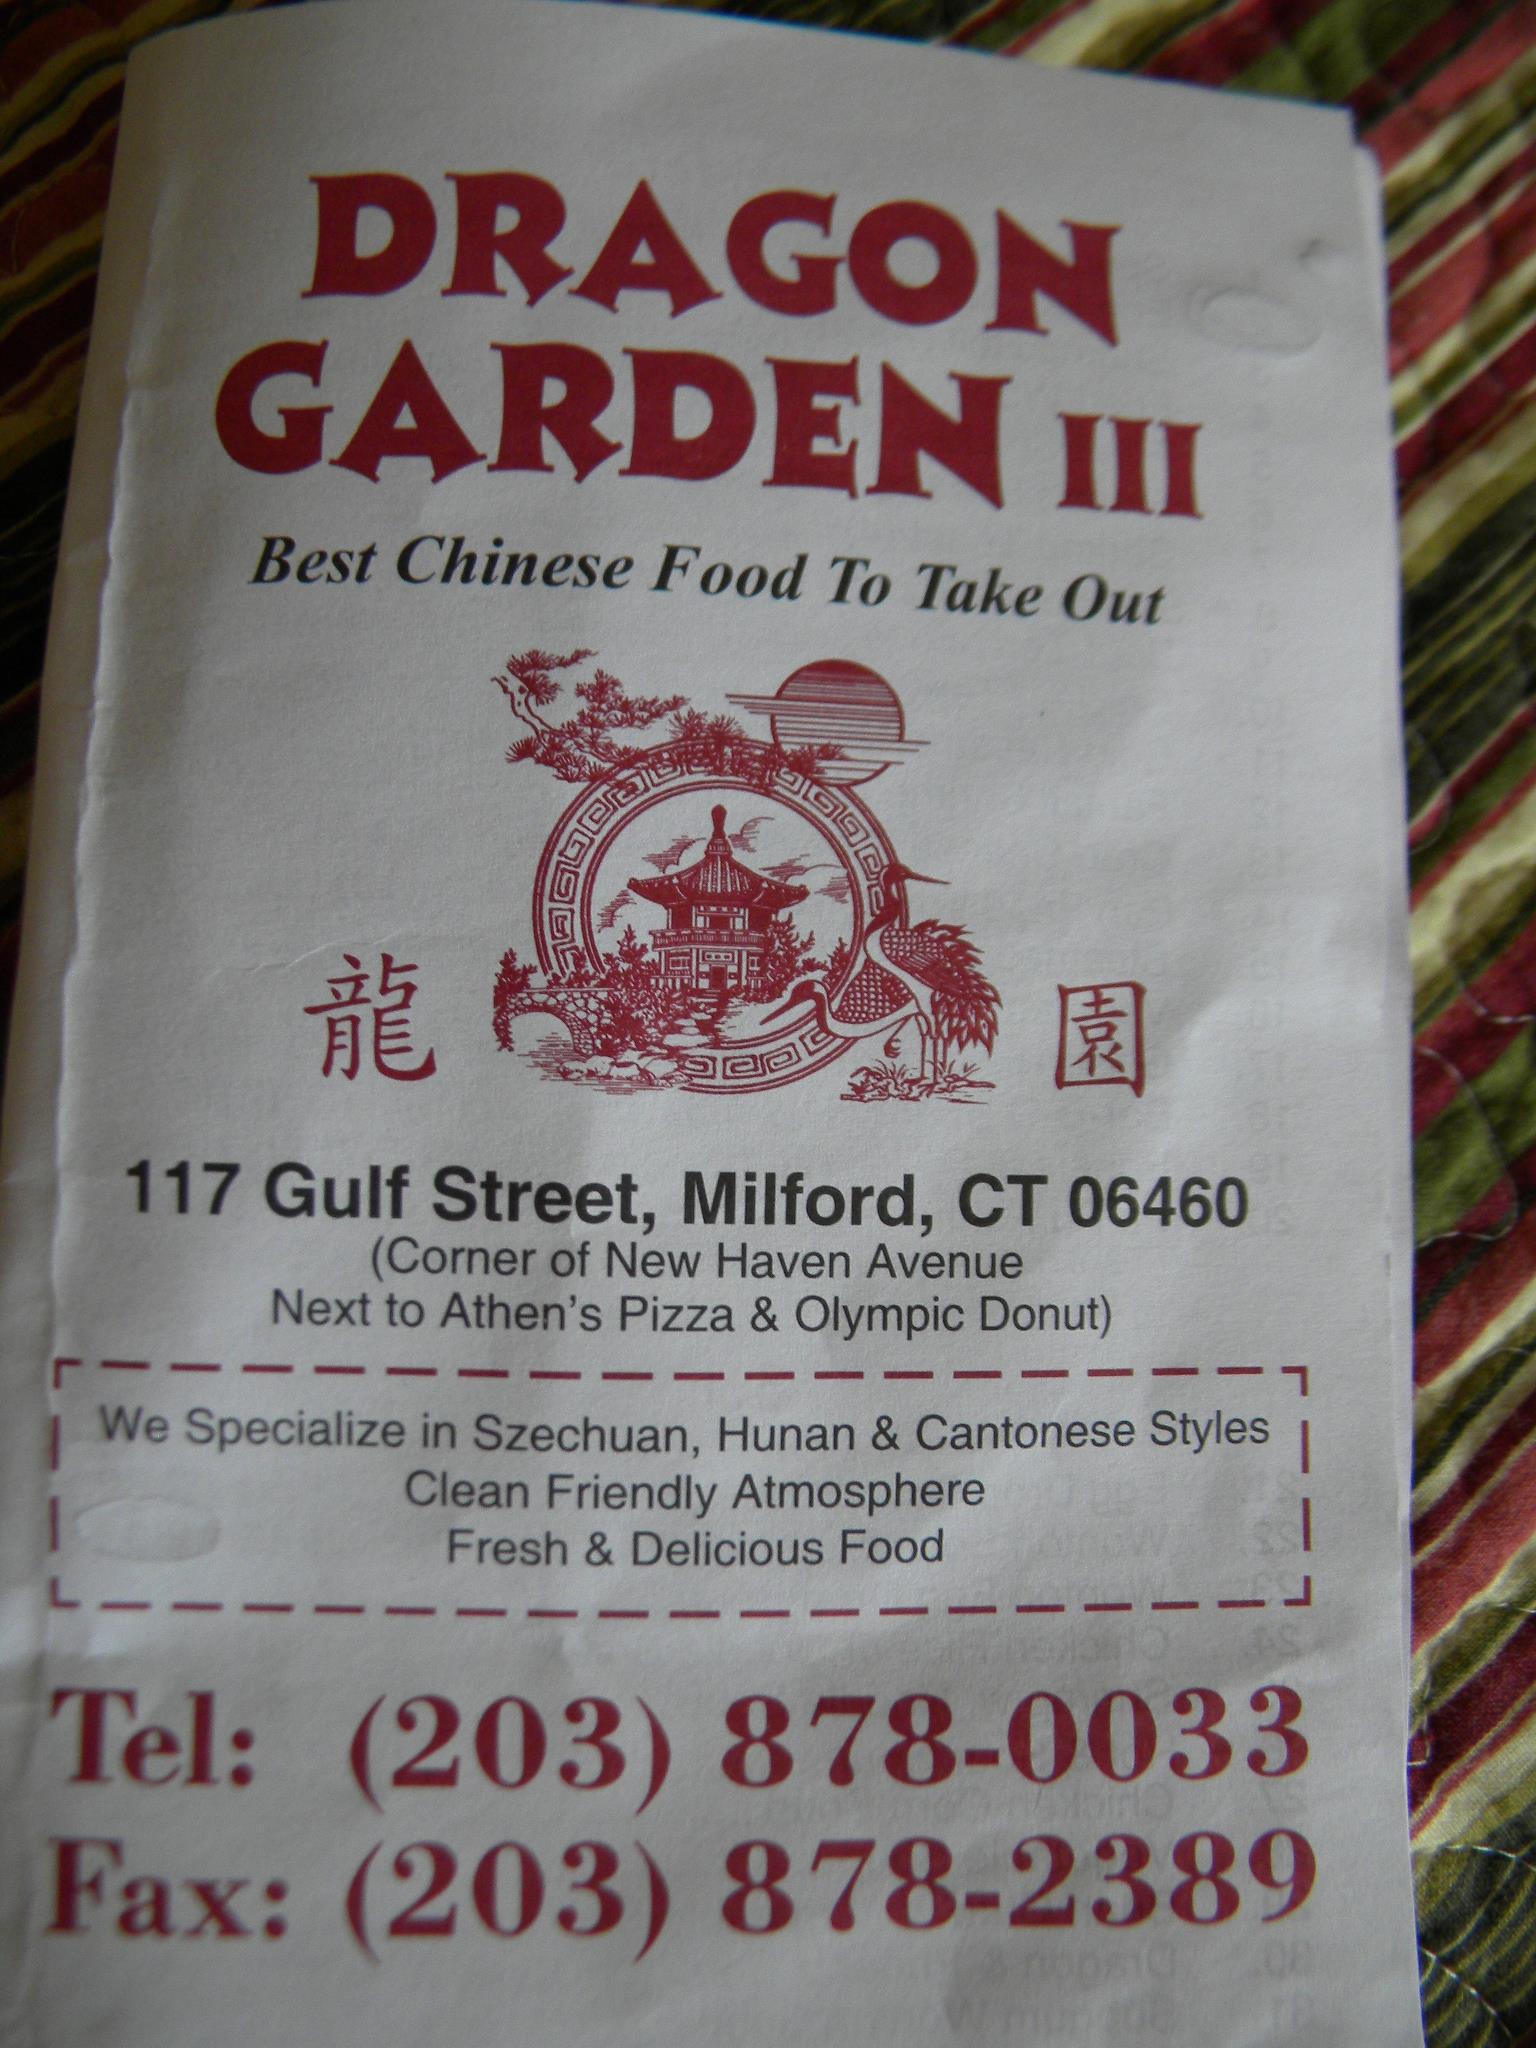 DRAGON
GARDEN III
Best Chinese Food To Take Out
龍 園
117 Gulf Street, Milford, CT 06460
(Corner of New Haven Avenue
Next to Athen's Pizza & Olympic Donut)
We Specialize in Szechuan, Hunan & Cantonese Styles
Clean Friendly Atmosphere
Fresh & Delicious Food
Tel: (203) 878-0033
Fax: (203) 878-2389